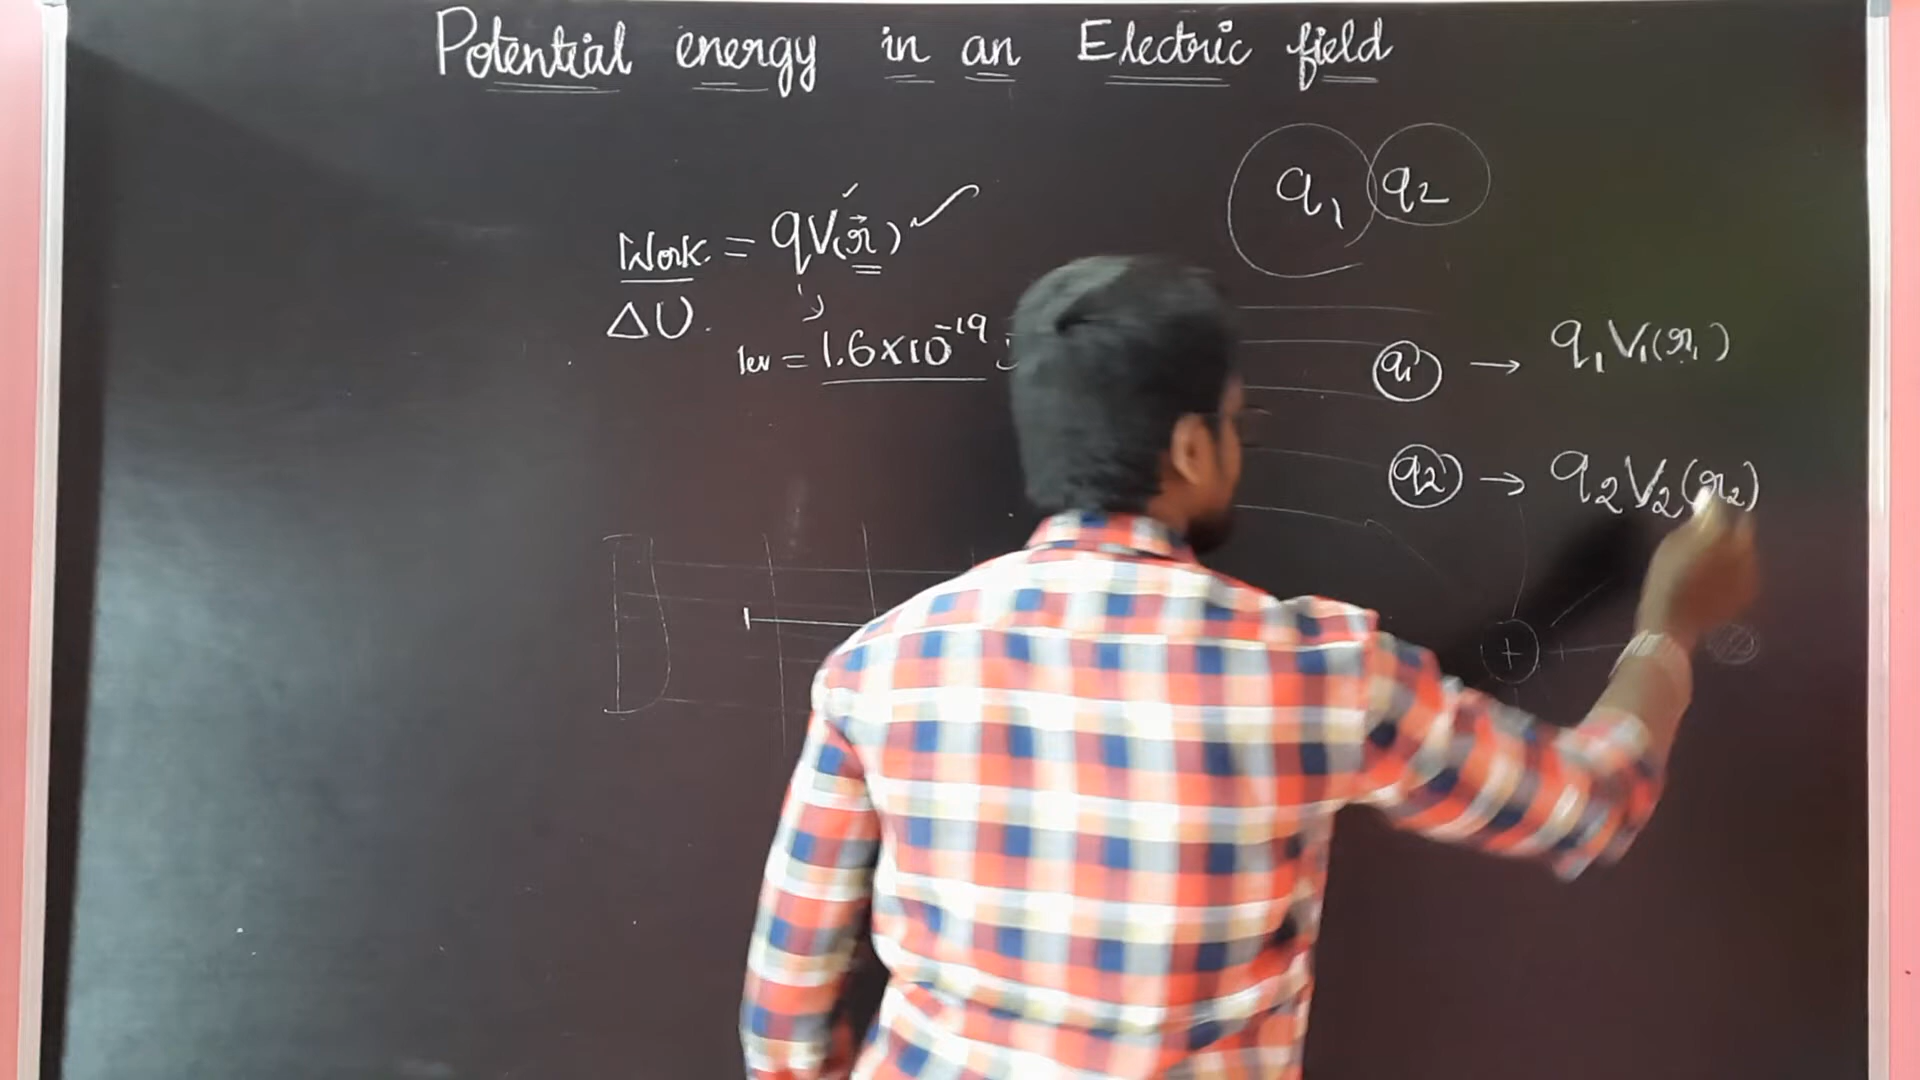 Potential energy in an Electric field
q1 q2
Work. = qV(r⃗) ✓
ΔU.
1ev = 1.6×10⁻¹⁹
q1 → q1V1(r1)
q2 → q2V2(r2)
+